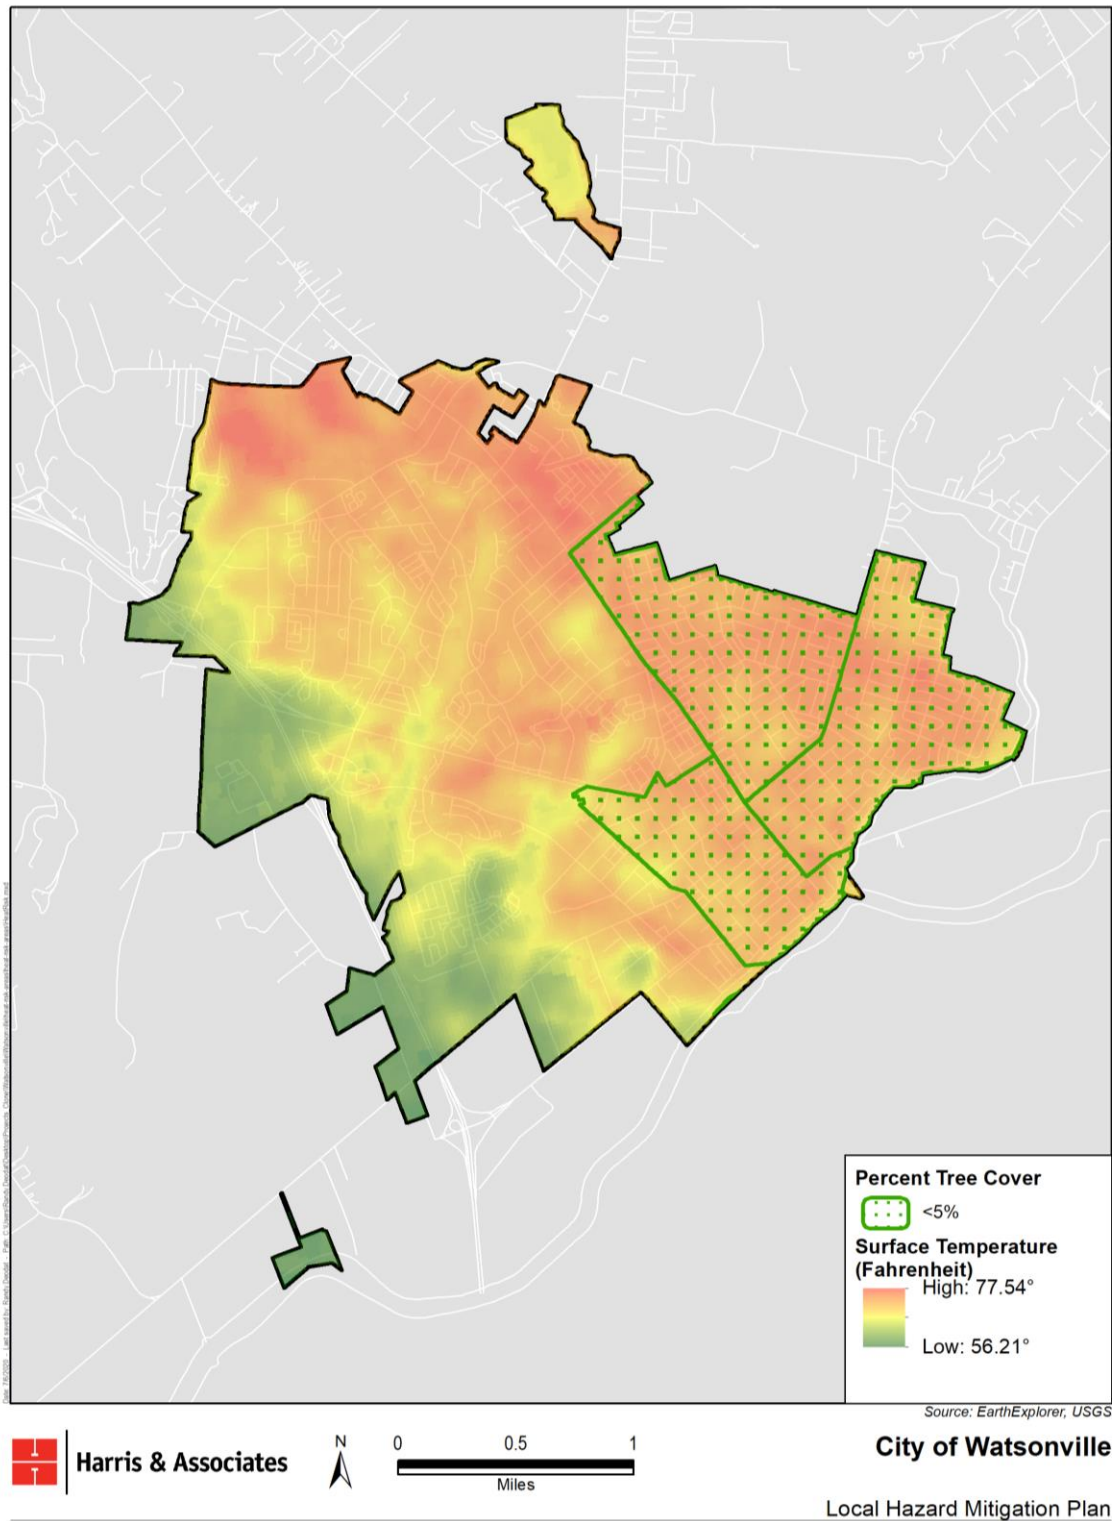 Percent Tree Cover
<5%
Surface Temperature
(Fahrenheit)
High: 77.54°
Low: 56.21°
Source: EarthExplorer, USGS
Harris & Associates
N
0 0.5 1
Miles
City of Watsonville
Local Hazard Mitigation Plan